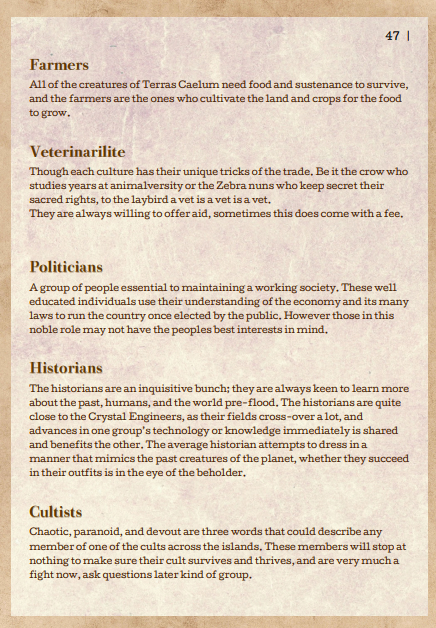 47 |
Farmers
All of the creatures of Terras Caelum need food and sustenance to survive,
and the farmers are the ones who cultivate the land and crops for the food
to grow.
Veterinarilite
Though each culture has their unique tricks of the trade. Be it the crow who
studies years at animalversity or the Zebra nuns who keep secret their
sacred rights, to the laybird a vet is a vet is a vet.
They are always willing to offer aid, sometimes this does come with a fee.
Politicians
A group of people essential to maintaining a working society. These well
educated individuals use their understanding of the economy and its many
laws to run the country once elected by the public. However those in this
noble role may not have the peoples best interests in mind.
Historians
The historians are an inquisitive bunch; they are always keen to learn more
about the past, humans, and the world pre-flood. The historians are quite
close to the Crystal Engineers, as their fields cross-over a lot, and
advances in one group's technology or knowledge immediately is shared
and benefits the other. The average historian attempts to dress in a
manner that mimics the past creatures of the planet, whether they succeed
in their outfits is in the eye of the beholder.
Cultists
Chaotic, paranoid, and devout are three words that could describe any
member of one of the cults across the islands. These members will stop at
nothing to make sure their cult survives and thrives, and are very much a
fight now, ask questions later kind of group.